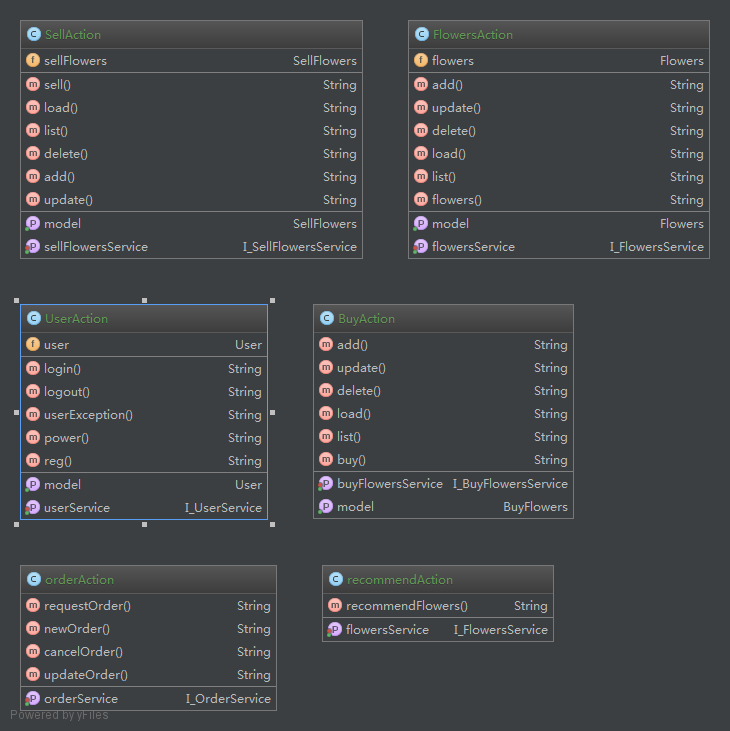 SellAction
sellFlowers SellFlowers
sell() String
load() String
list() String
delete() String
add() String
update() String
model SellFlowers
sellFlowersService I_SellFlowersService
FlowersAction
flowers Flowers
add() String
update() String
delete() String
load() String
list() String
flowers() String
model Flowers
flowersService I_FlowersService
UserAction
user User
login() String
logout() String
userException() String
power() String
reg() String
model User
userService I_UserService
BuyAction
add() String
update() String
delete() String
load() String
list() String
buy() String
buyFlowersService I_BuyFlowersService
model BuyFlowers
orderAction
requestOrder() String
newOrder() String
cancelOrder() String
updateOrder() String
orderService I_OrderService
recommendAction
recommendFlowers() String
flowersService I_FlowersService
Powered by yFiles